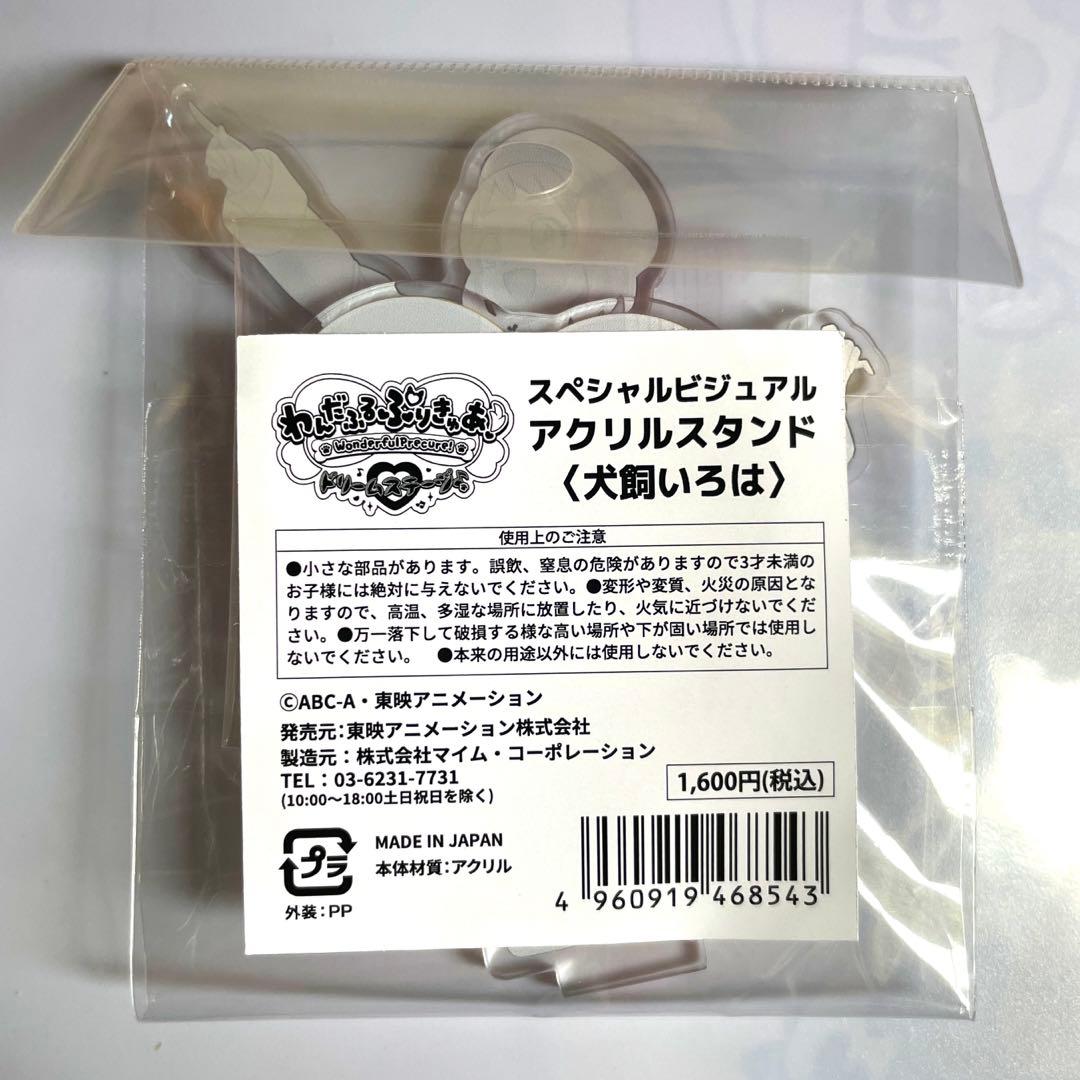 わんだふるぷりきゅあ!
WonderfulPrecure!
ドリームステージ♪
スペシャルビジュアル
アクリルスタンド
〈犬飼いろは〉
使用上のご注意
●小さな部品があります。誤飲、窒息の危険がありますので3才未満の
お子様には絶対に与えないでください。●変形や変質、火災の原因とな
りますので、高温、多湿な場所に放置したり、火気に近づけないでくだ
さい。●万一落下して破損する様な高い場所や下が固い場所では使用し
ないでください。 ●本来の用途以外には使用しないでください。
©ABC-A・東映アニメーション
発売元:東映アニメーション株式会社
製造元:株式会社マイム・コーポレーション
TEL:03-6231-7731
(10:00〜18:00土日祝日を除く)
1,600円(税込)
プラ
外装:PP
MADE IN JAPAN
本体材質:アクリル
4 960919 468543